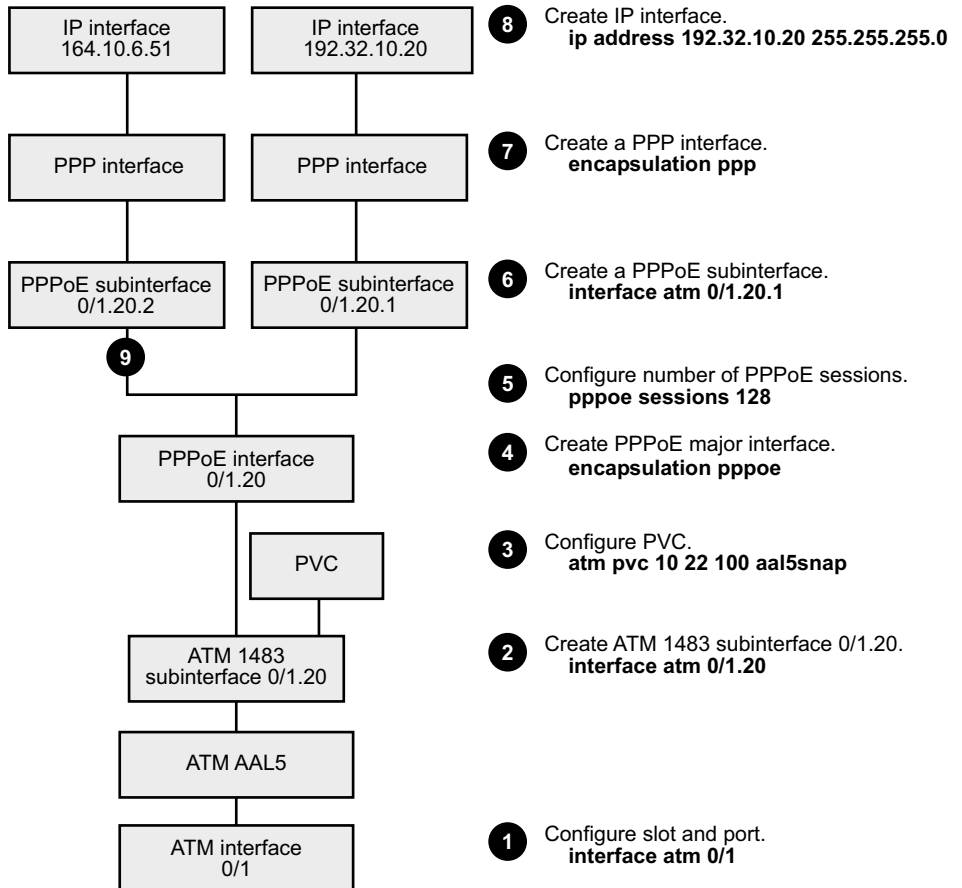 IP interface
164.10.6.51
IP interface
192.32.10.20
8
Create IP interface.
ip address 192.32.10.20 255.255.255.0
PPP interface
PPP interface
7
Create a PPP interface.
encapsulation ppp
PPPoE subinterface
0/1.20.2
PPPoE subinterface
0/1.20.1
6
Create a PPPoE subinterface.
interface atm 0/1.20.1
9
5
Configure number of PPPoE sessions.
pppoe sessions 128
PPPoE interface
0/1.20
4
Create PPPoE major interface.
encapsulation pppoe
PVC
3
Configure PVC.
atm pvc 10 22 100 aal5snap
ATM 1483
subinterface 0/1.20
2
Create ATM 1483 subinterface 0/1.20.
interface atm 0/1.20
ATM AAL5
ATM interface
0/1
1
Configure slot and port.
interface atm 0/1